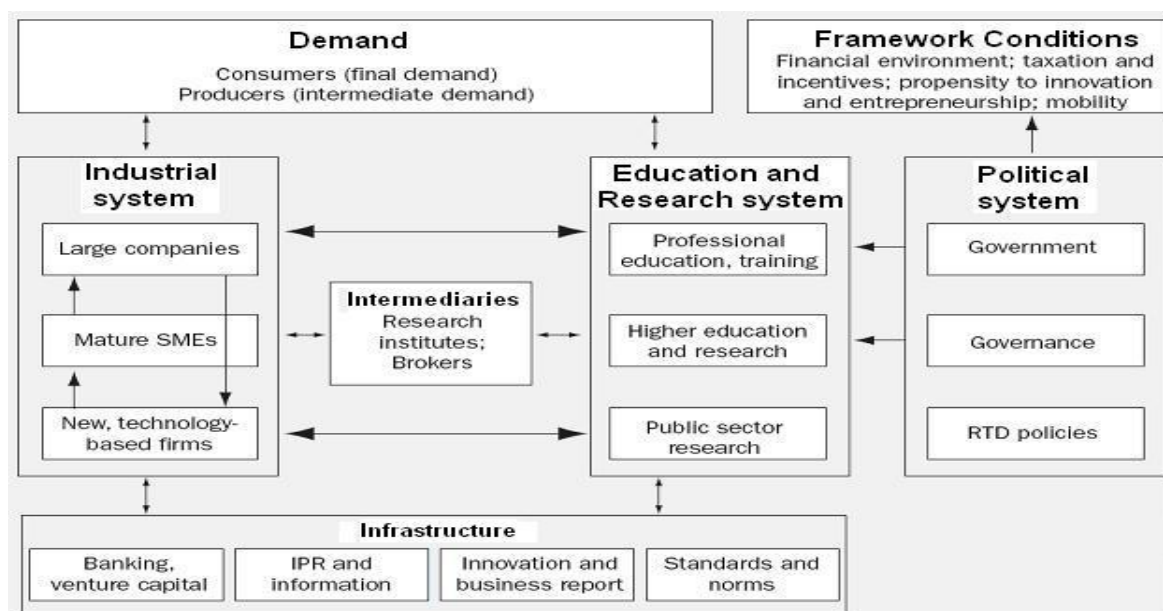 Demand
Consumers (final demand)
Producers (intermediate demand)
Framework Conditions
Financial environment; taxation and
incentives; propensity to innovation
and entrepreneurship; mobility
Industrial
system
Large companies
Mature SMEs
New, technology-
based firms
Intermediaries
Research
institutes;
Brokers
Education and
Research system
Professional
education, training
Higher education
and research
Public sector
research
Political
system
Government
Governance
RTD policies
Infrastructure
Banking,
venture capital
IPR and
information
Innovation and
business report
Standards and
norms